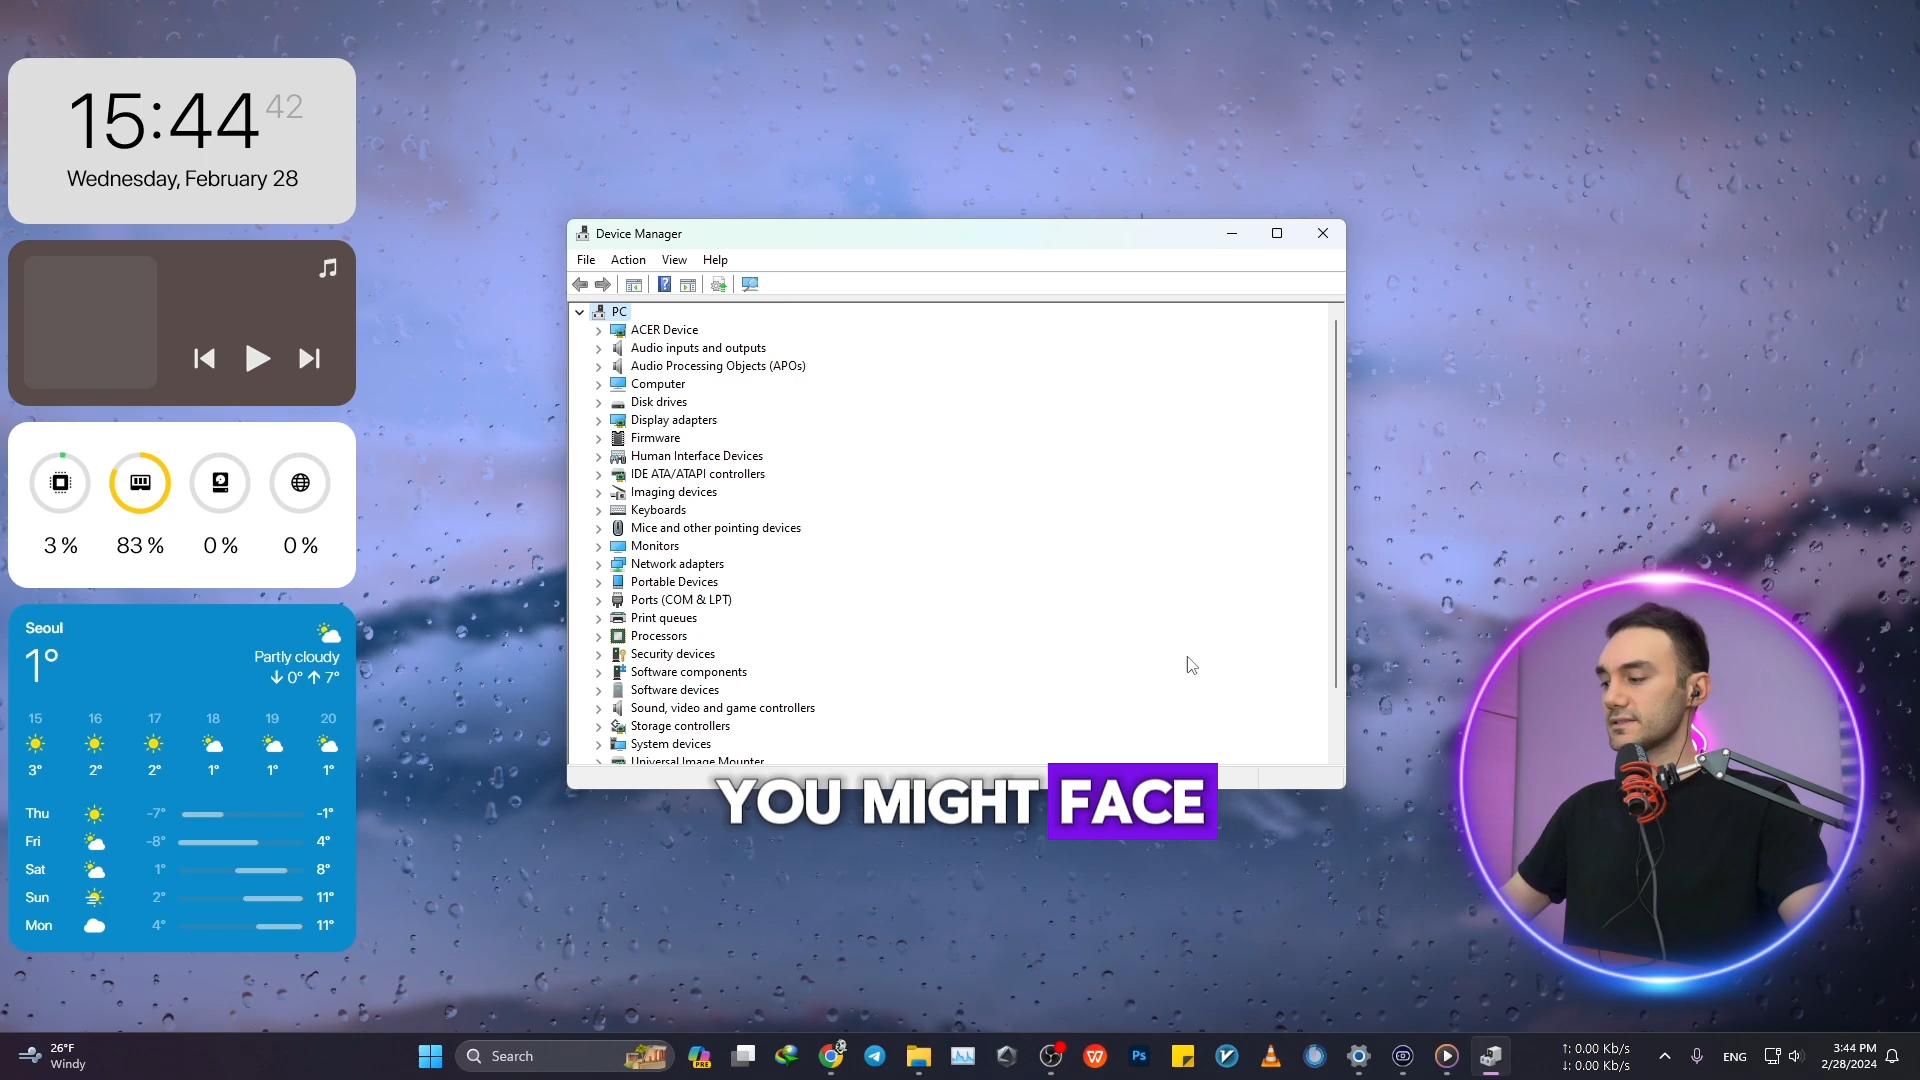 15:44 42
Wednesday, February 28
3% 83% 0% 0%
Seoul
1°
Partly cloudy
↓ 0° ↑ 7°
15 16 17 18 19 20
3° 2° 2° 1° 1° 1°
Thu -7° -1°
Fri -8° 4°
Sat 1° 8°
Sun 2° 11°
Mon 4° 11°
Device Manager
File Action View Help
PC
ACER Device
Audio inputs and outputs
Audio Processing Objects (APOs)
Computer
Disk drives
Display adapters
Firmware
Human Interface Devices
IDE ATA/ATAPI controllers
Imaging devices
Keyboards
Mice and other pointing devices
Monitors
Network adapters
Portable Devices
Ports (COM & LPT)
Print queues
Processors
Security devices
Software components
Software devices
Sound, video and game controllers
Storage controllers
System devices
Universal Image Mounter
YOU MIGHT FACE
26°F
Windy
Search
PRE
W
Ps
↑: 0.00 Kb/s
↓: 0.00 Kb/s
ENG
3:44 PM
2/28/2024